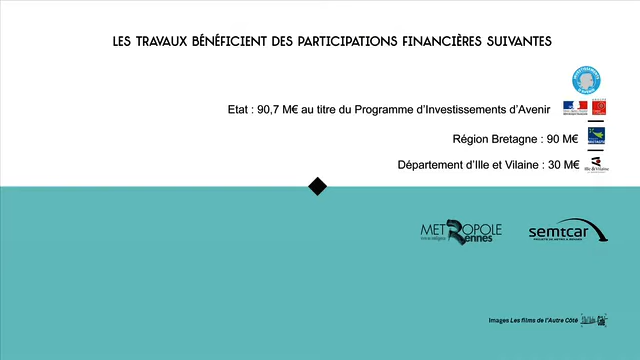 LES TRAVAUX BÉNÉFICIENT DES PARTICIPATIONS FINANCIÈRES SUIVANTES
Etat : 90,7 M€ au titre du Programme d'Investissements d'Avenir
Région Bretagne : 90 M€
Département d'Ille et Vilaine : 30 M€
METROPOLE
Rennes
semtcar
Images Les films de l'Autre Côté